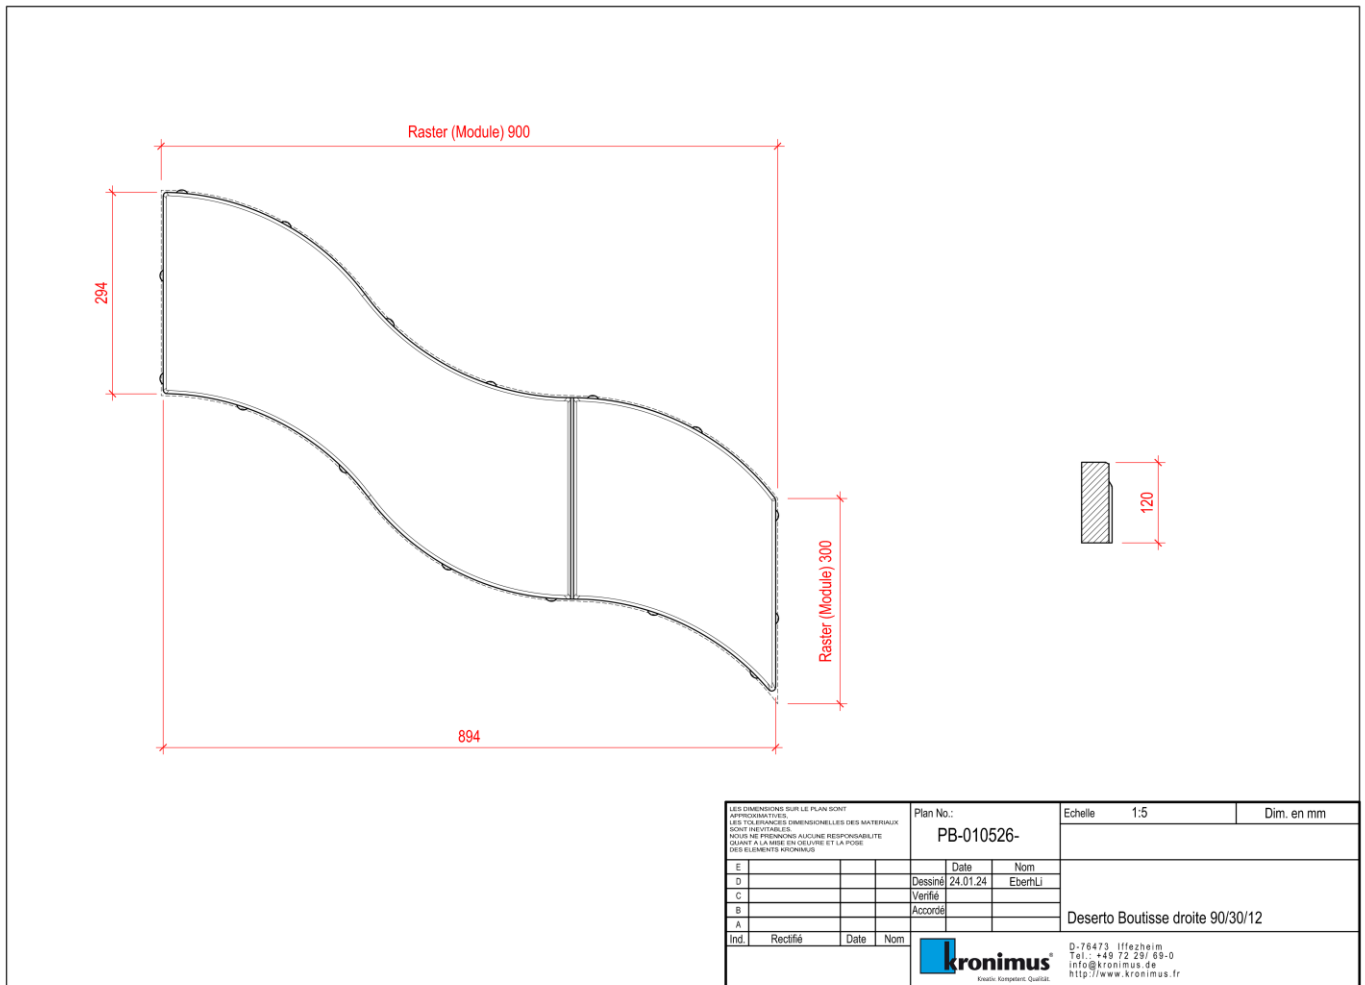 Raster (Module) 900
294
120
Raster (Module) 300
894
LES DIMENSIONS SUR LE PLAN SONT
APPROXIMATIVES.
LES TOLERANCES DIMENSIONELLES DES MATERIAUX
SONT INEVITABLES.
NOUS NE PRENNONS AUCUNE RESPONSABILITE
QUANT A LA MISE EN OEUVRE ET LA POSE
DES ELEMENTS KRONIMUS
Plan No.:
PB-010526-
Echelle 1:5
Dim. en mm
E
D
C
B
A
Ind. Rectifié Date Nom
Date Nom
Dessiné 24.01.24 EberhLi
Verifié
Accordé
Deserto Boutisse droite 90/30/12
kronimus®
Kreativ. Kompetent. Qualität.
D-76473 Iffezheim
Tel.: +49 72 29/ 69-0
info@kronimus.de
http://www.kronimus.fr